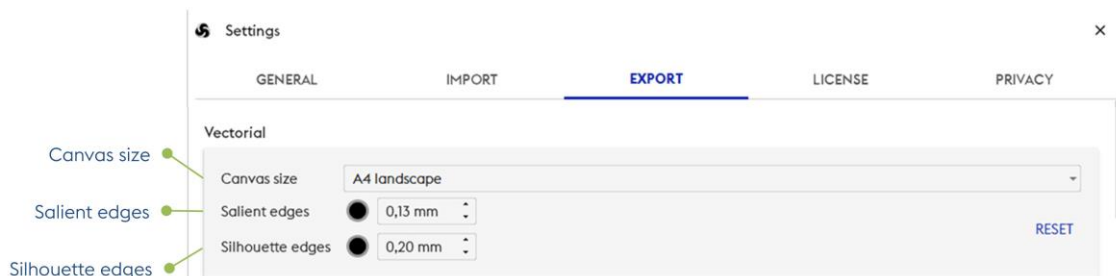 Settings
GENERAL IMPORT EXPORT LICENSE PRIVACY
Vectorial
Canvas size
Canvas size A4 landscape
Salient edges
Salient edges 0,13 mm
RESET
Silhouette edges 0,20 mm
Silhouette edges